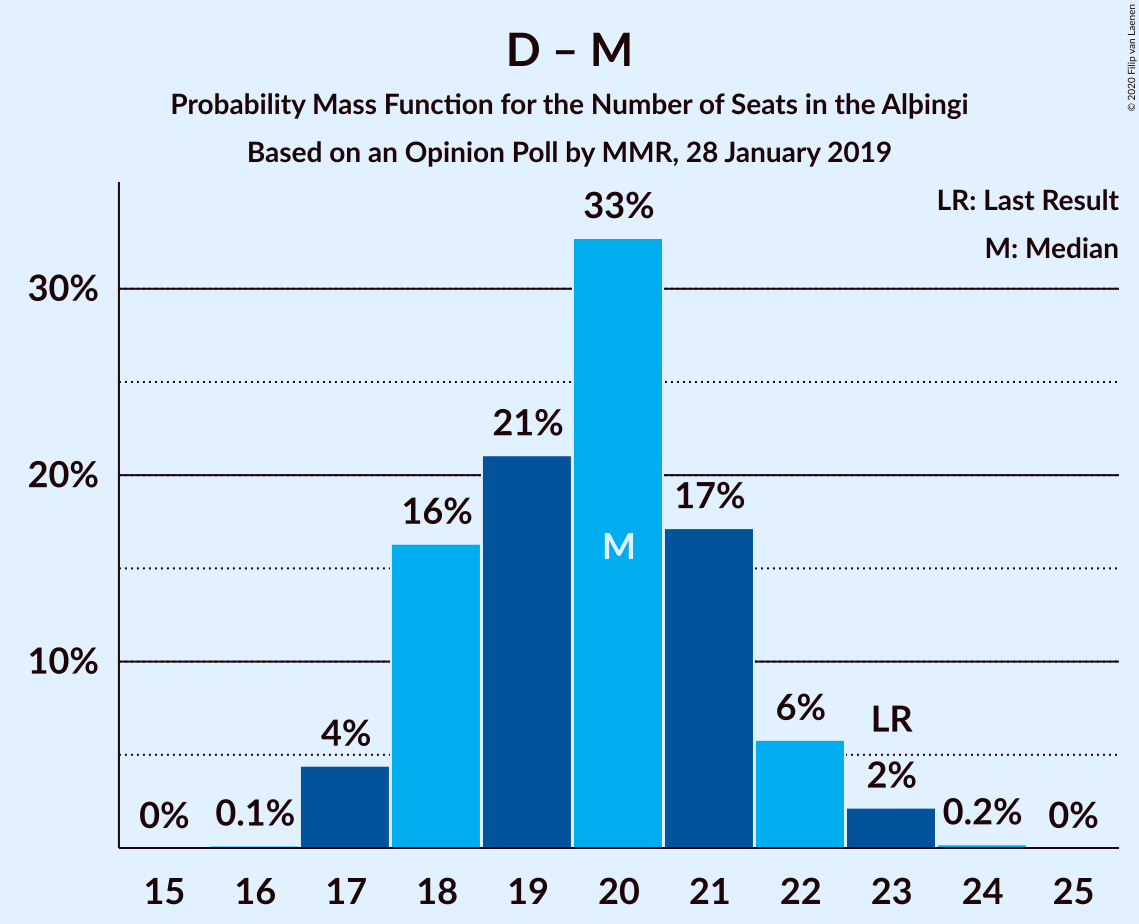 D – M
Probability Mass Function for the Number of Seats in the Alþingi
Based on an Opinion Poll by MMR, 28 January 2019
© 2020 Filip van Laenen
LR: Last Result
M: Median
33%
30%
21%
20%
17%
16%
M
10%
6%
LR
4%
2%
0%
0.1%
0.2%
0%
15 16 17 18 19 20 21 22 23 24 25